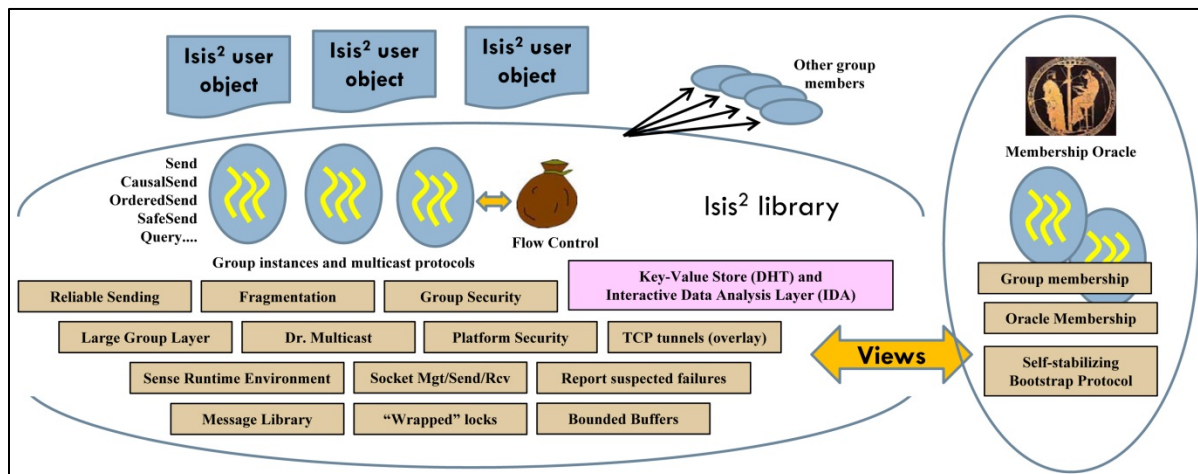 Isis² user
object
Isis² user
object
Isis² user
object
Other group
members
Send
CausalSend
OrderedSend
SafeSend
Query....
Flow Control
Isis² library
Group instances and multicast protocols
Reliable Sending
Fragmentation
Group Security
Key-Value Store (DHT) and
Interactive Data Analysis Layer (IDA)
Large Group Layer
Dr. Multicast
Platform Security
TCP tunnels (overlay)
Sense Runtime Environment
Socket Mgt/Send/Rcv
Report suspected failures
Message Library
“Wrapped” locks
Bounded Buffers
Views
Membership Oracle
Group membership
Oracle Membership
Self-stabilizing
Bootstrap Protocol